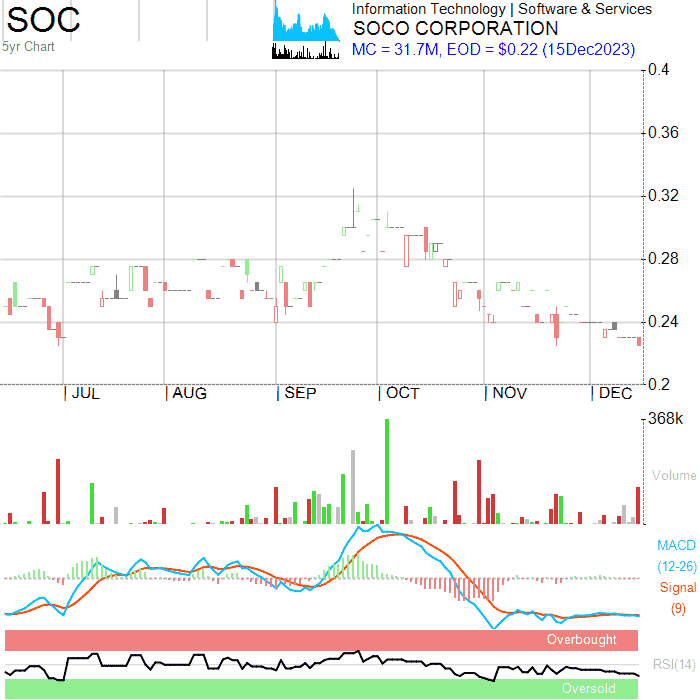 SOC
5yr Chart
Information Technology | Software & Services
SOCO CORPORATION
MC = 31.7M, EOD = $0.22 (15Dec2023)
0.4
0.36
0.32
0.28
0.24
0.2
| JUL | AUG | SEP | OCT | NOV | DEC
368k
Volume
MACD
(12-26)
Signal
(9)
Overbought
RSI(14)
Oversold